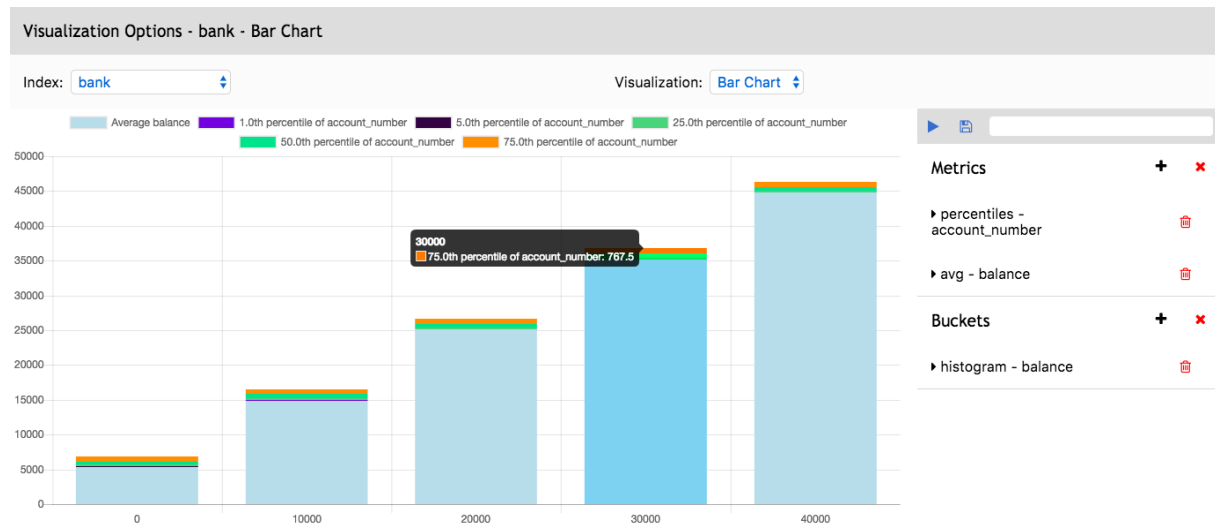 Visualization Options - bank - Bar Chart
Index: bank
Visualization: Bar Chart
Average balance 1.0th percentile of account_number 5.0th percentile of account_number 25.0th percentile of account_number
50.0th percentile of account_number 75.0th percentile of account_number
50000
45000
40000
35000
30000
25000
20000
15000
10000
5000
0
30000
75.0th percentile of account_number: 767.5
0 10000 20000 30000 40000
Metrics
percentiles -
account_number
avg - balance
Buckets
histogram - balance